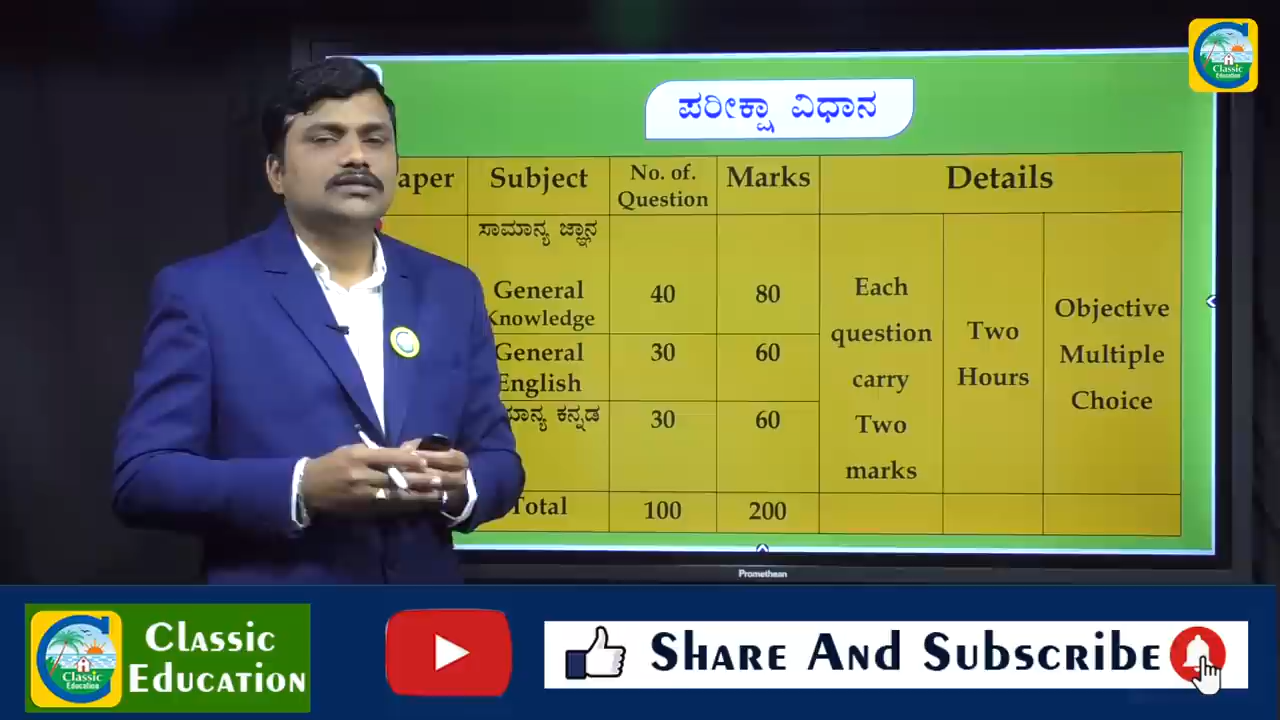 Classic
Education
ಪರೀಕ್ಷಾ ವಿಧಾನ
Subject
No. of.
Question
Marks
Details
ಸಾಮಾನ್ಯ ಜ್ಞಾನ
General
Knowledge
40
80
General
English
30
60
ಕನ್ನಡ
30
60
Total
100
200
Each
question
carry
Two
marks
Two
Hours
Objective
Multiple
Choice
Promethean
Classic
Education
Classic
Education
Share And Subscribe